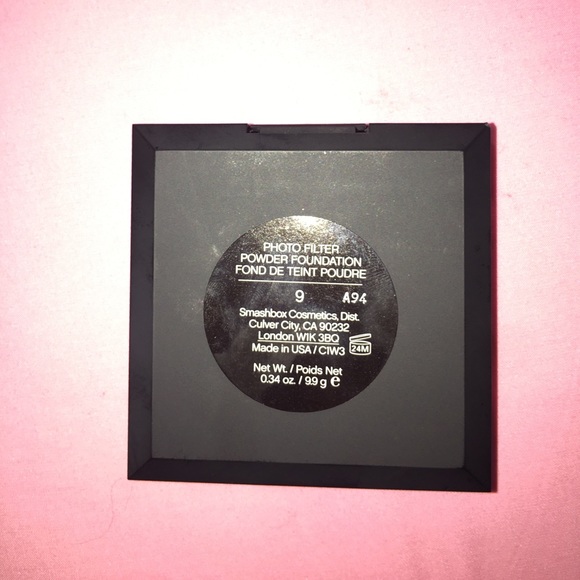 PHOTO FILTER
POWDER FOUNDATION
FOND DE TEINT POUDRE
9 A94
Smashbox Cosmetics, Dist.
Culver City, CA 90232
London W1K 3BQ
Made in USA / C1W3 24M
Net Wt. / Poids Net
0.34 oz. / 9.9 g e